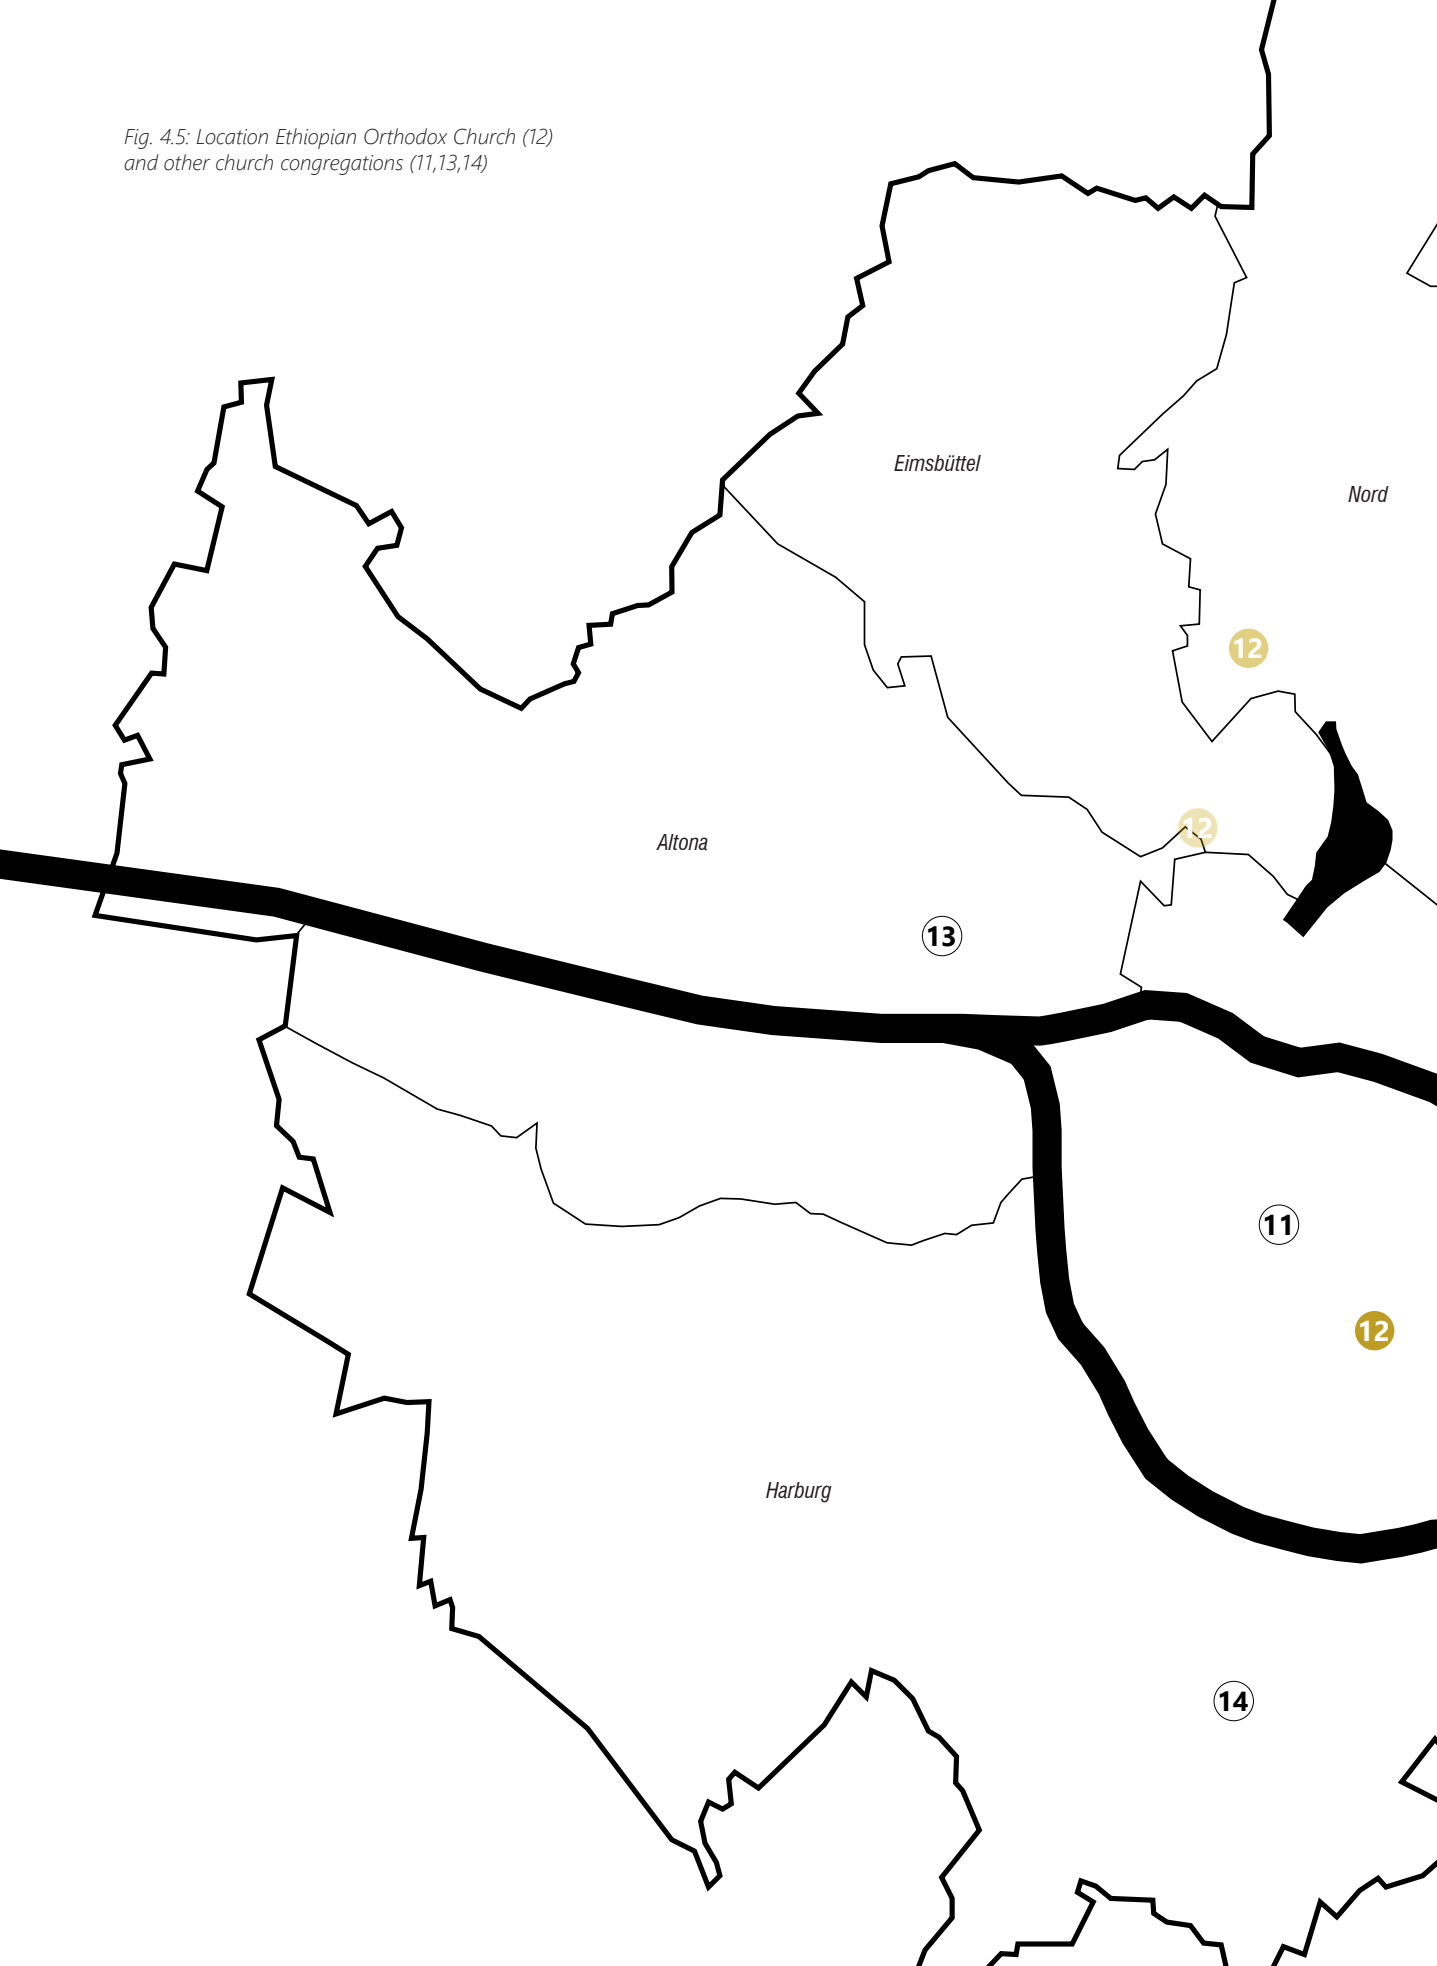 Fig. 4.5: Location Ethiopian Orthodox Church (12)
and other church congregations (11,13,14)
Eimsbüttel
Nord
12
12
Altona
13
11
12
Harburg
14